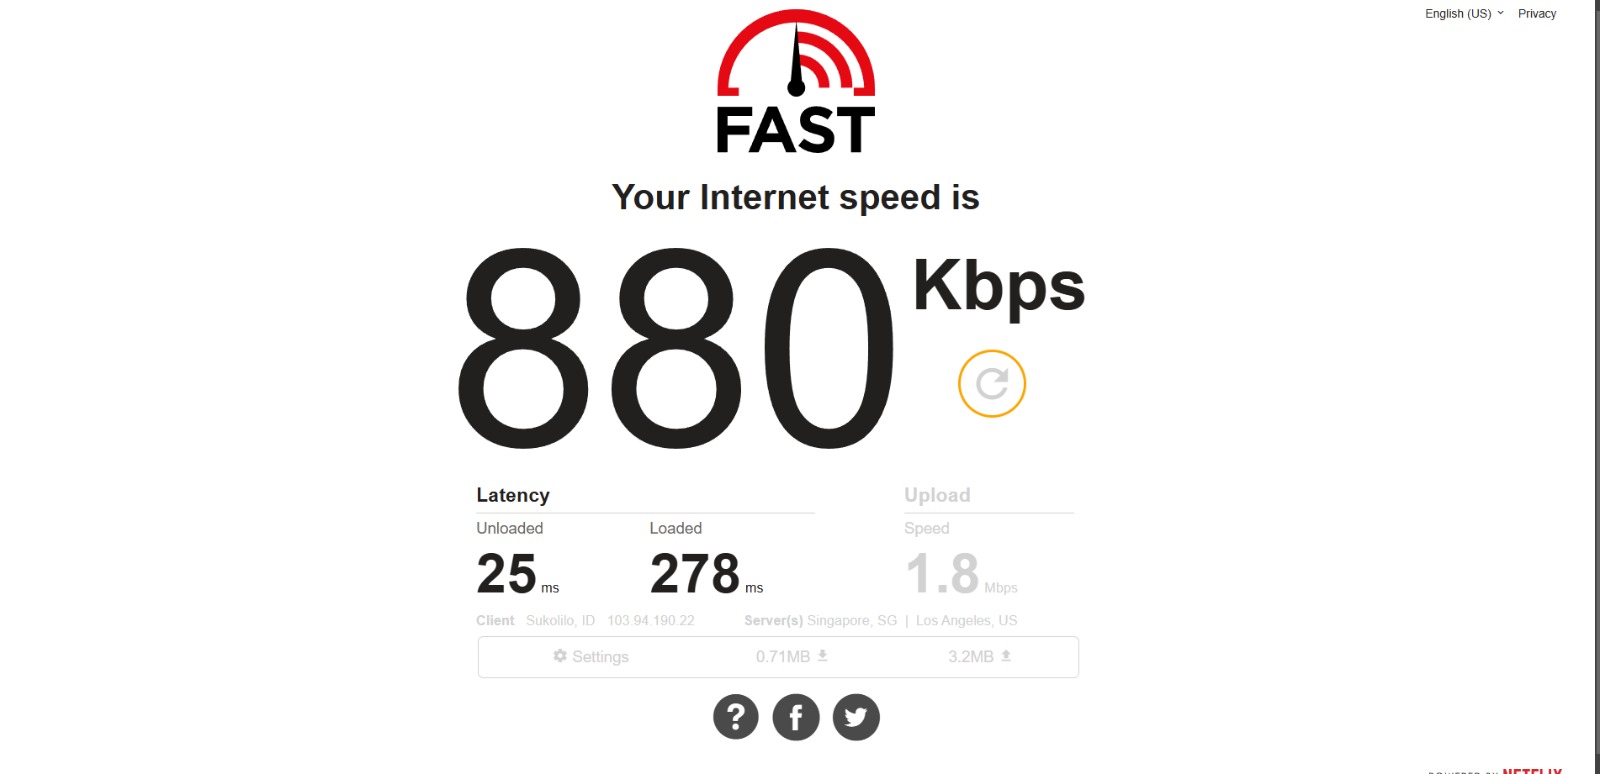 English (US) Privacy
FAST
Your Internet speed is
880 Kbps
Latency Upload
Unloaded Loaded Speed
25 ms 278 ms 1.8 Mbps
Client Sukolilo, ID 103.94.190.22 Server(s) Singapore, SG | Los Angeles, US
Settings 0.71MB 3.2MB
POWERED BY NETFLIX